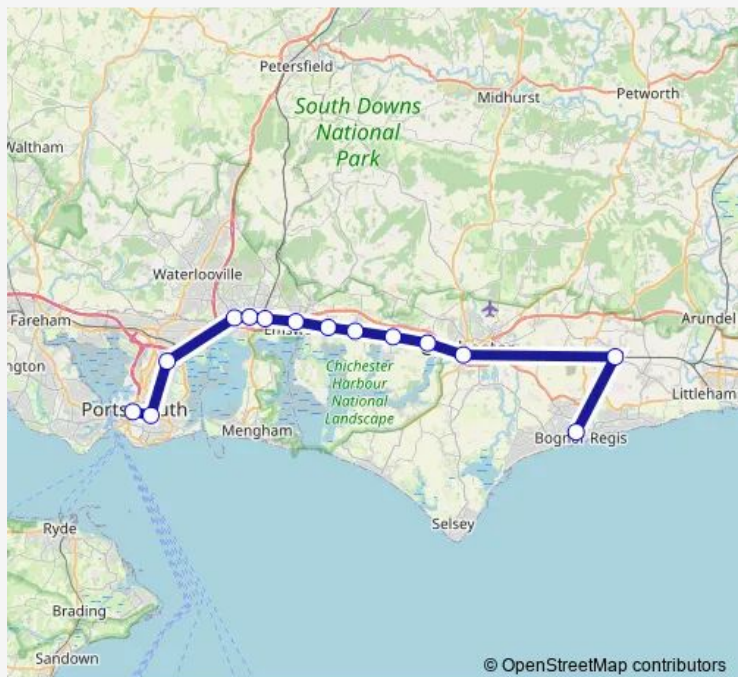 Petersfield
South Downs
National
Park
Midhurst
Petworth
Waltham
Waterlooville
Fareham
Arundel
ngton
Chichester
Harbour
National
Landscape
Littleham
Mengham
Bognor Regis
Selsey
Ryde
Brading
Sandown
© OpenStreetMap contributors